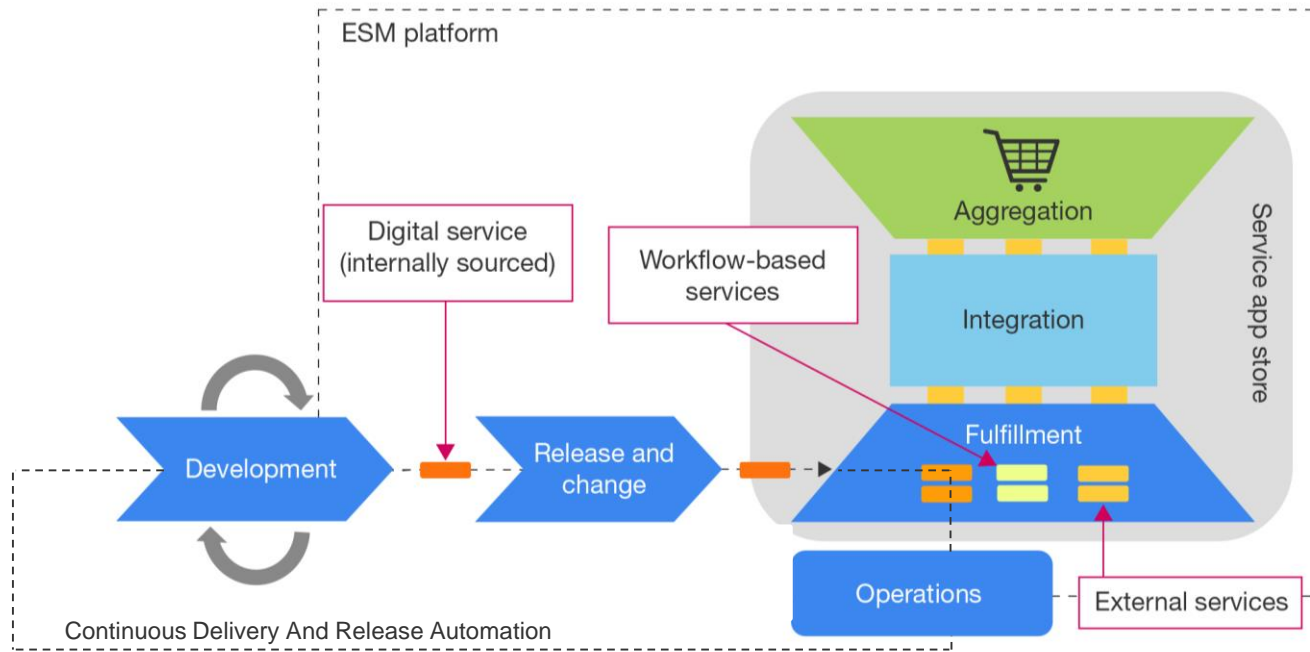 ESM platform
Aggregation
Digital service
(internally sourced)
Workflow-based
services
Integration
Service app store
Fulfillment
Development
Release and
change
Operations
External services
Continuous Delivery And Release Automation